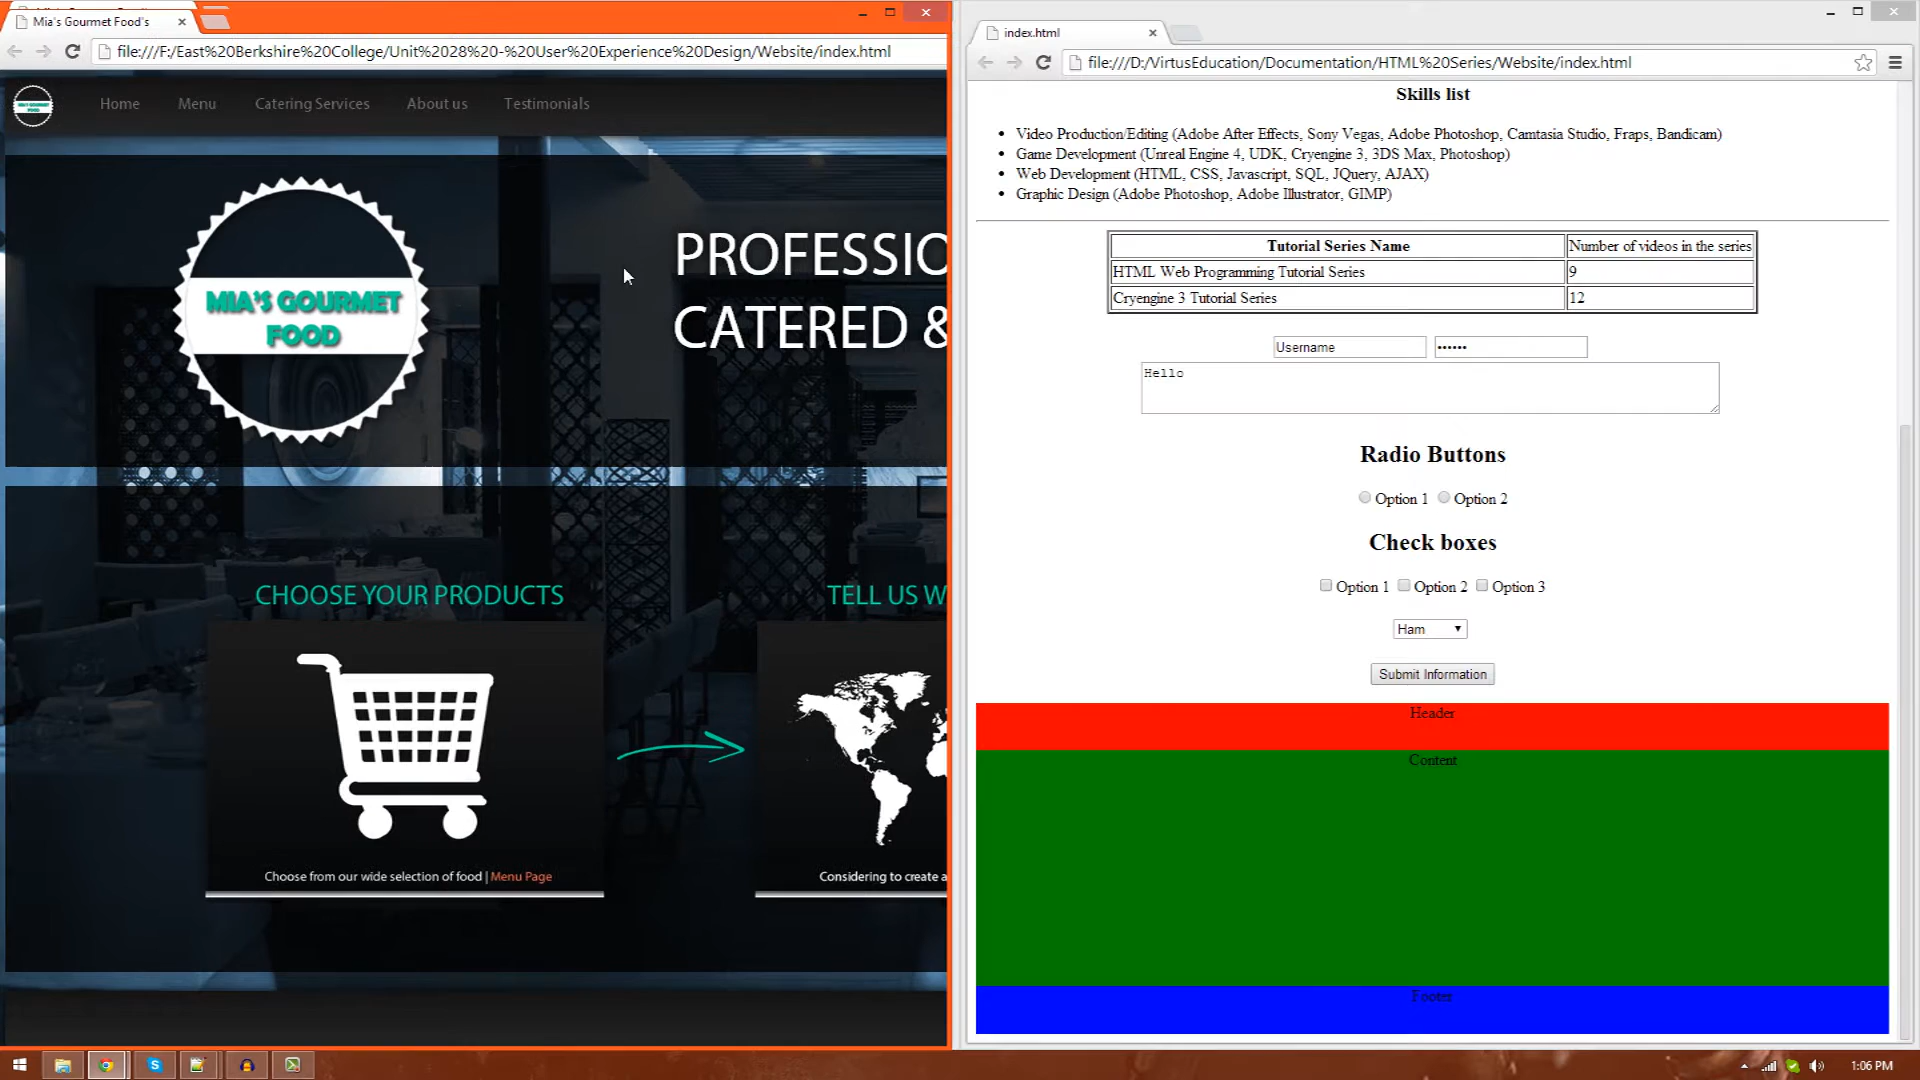 Mia's Gourmet Food's
file:///F:/East%20Berkshire%20College/Unit%2028%20-%20User%20Experience%20Design/Website/index.html
Home Menu Catering Services About us Testimonials
MIA'S GOURMET
FOOD
PROFESSIO
CATERED &
CHOOSE YOUR PRODUCTS
TELL US W
Choose from our wide selection of food | Menu Page
Considering to create a
index.html
file:///D:/VirtusEducation/Documentation/HTML%20Series/Website/index.html
Skills list
Video Production/Editing (Adobe After Effects, Sony Vegas, Adobe Photoshop, Camtasia Studio, Fraps, Bandicam)
Game Development (Unreal Engine 4, UDK, Cryengine 3, 3DS Max, Photoshop)
Web Development (HTML, CSS, Javascript, SQL, JQuery, AJAX)
Graphic Design (Adobe Photoshop, Adobe Illustrator, GIMP)
Tutorial Series Name Number of videos in the series
HTML Web Programming Tutorial Series 9
Cryengine 3 Tutorial Series 12
Username ••••••
Hello
Radio Buttons
Option 1 Option 2
Check boxes
Option 1 Option 2 Option 3
Ham
Submit Information
Header
Content
Footer
1:06 PM